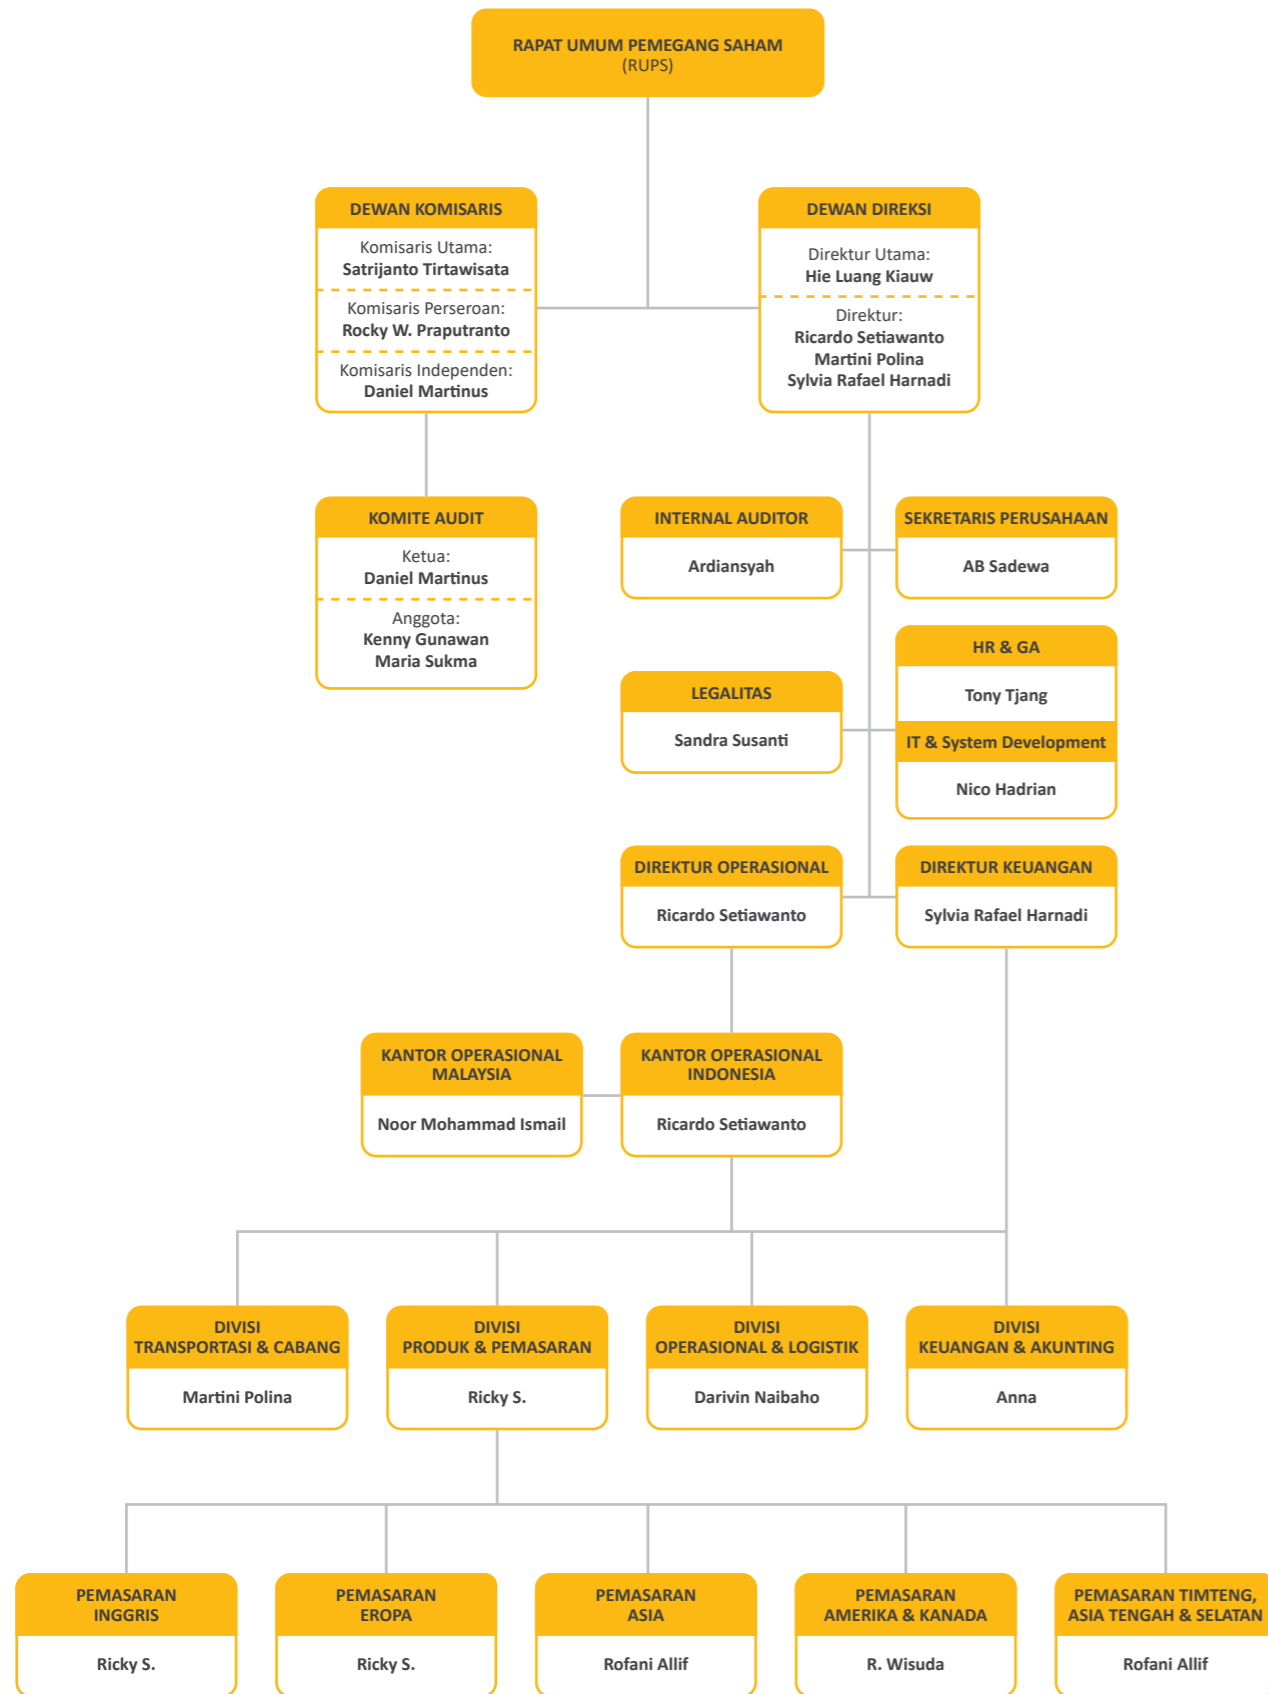 RAPAT UMUM PEMEGANG SAHAM
(RUPS)
DEWAN KOMISARIS
Komisaris Utama:
Satrijanto Tirtawisata
Komisaris Perseroan:
Rocky W. Praputranto
Komisaris Independen:
Daniel Martinus
DEWAN DIREKSI
Direktur Utama:
Hie Luang Kiauw
Direktur:
Ricardo Setiawanto
Martini Polina
Sylvia Rafael Harnadi
KOMITE AUDIT
Ketua:
Daniel Martinus
Anggota:
Kenny Gunawan
Maria Sukma
INTERNAL AUDITOR
Ardiansyah
SEKRETARIS PERUSAHAAN
AB Sadewa
LEGALITAS
Sandra Susanti
HR & GA
Tony Tjang
IT & System Development
Nico Hadrian
DIREKTUR OPERASIONAL
Ricardo Setiawanto
DIREKTUR KEUANGAN
Sylvia Rafael Harnadi
KANTOR OPERASIONAL
MALAYSIA
Noor Mohammad Ismail
KANTOR OPERASIONAL
INDONESIA
Ricardo Setiawanto
DIVISI
TRANSPORTASI & CABANG
Martini Polina
DIVISI
PRODUK & PEMASARAN
Ricky S.
DIVISI
OPERASIONAL & LOGISTIK
Darivin Naibaho
DIVISI
KEUANGAN & AKUNTING
Anna
PEMASARAN
INGGRIS
Ricky S.
PEMASARAN
EROPA
Ricky S.
PEMASARAN
ASIA
Rofani Allif
PEMASARAN
AMERIKA & KANADA
R. Wisuda
PEMASARAN TIMTENG,
ASIA TENGAH & SELATAN
Rofani Allif